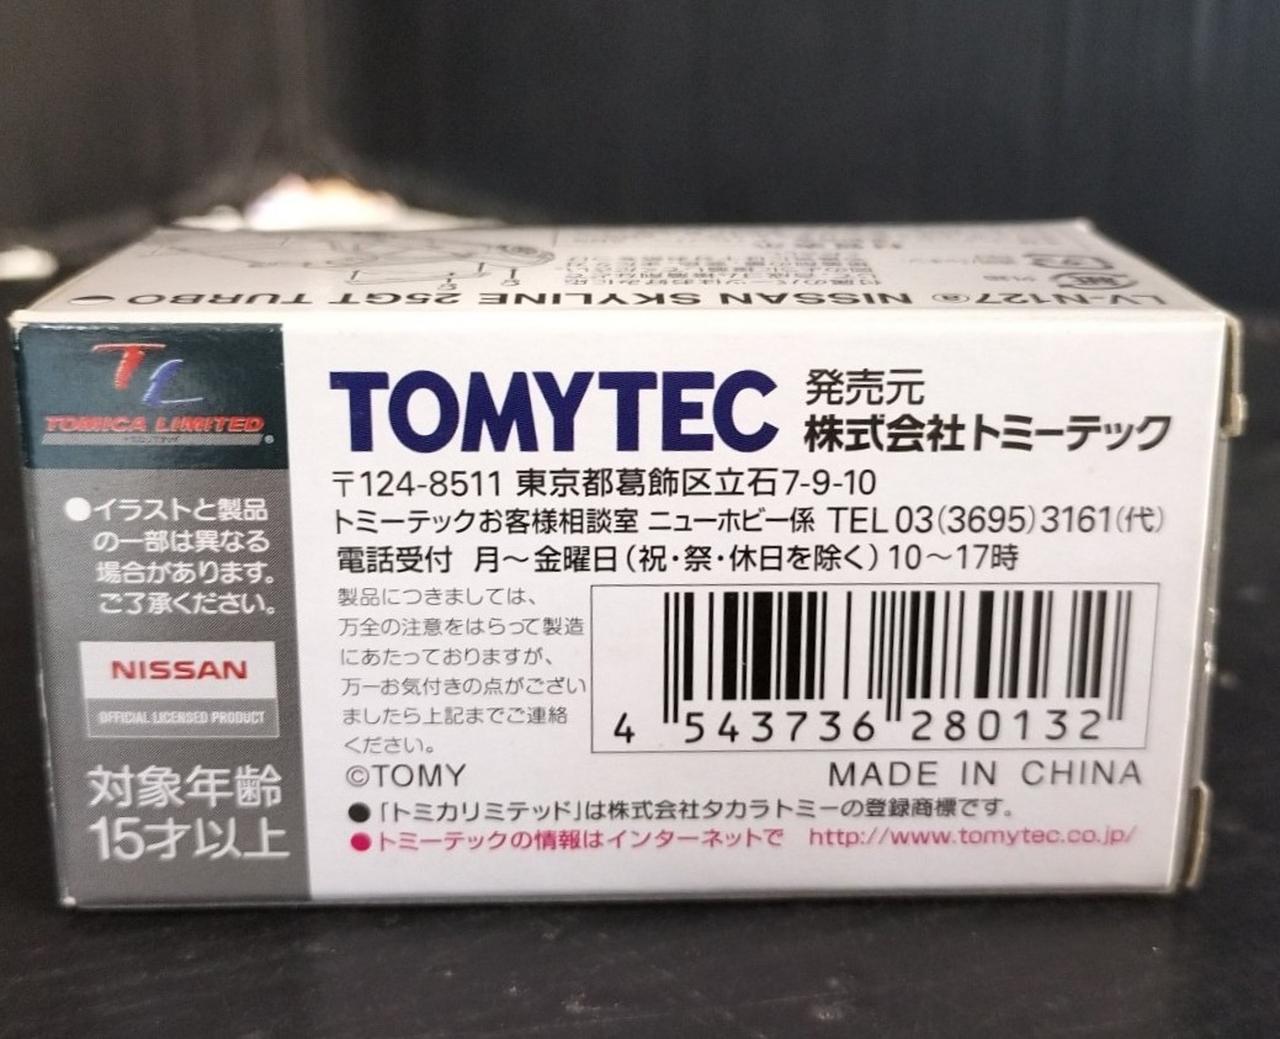 LV-N127ⓐ NISSAN SKYLINE 25GT TURBO
TL
TOMICA LIMITED
®
●イラストと製品
の一部は異なる
場合があります。
ご了承ください。
NISSAN
OFFICIAL LICENSED PRODUCT
対象年齢
15才以上
TOMYTEC
発売元
株式会社トミーテック
〒124-8511 東京都葛飾区立石7-9-10
トミーテックお客様相談室 ニューホビー係 TEL 03(3695)3161(代)
電話受付 月〜金曜日(祝・祭・休日を除く)10〜17時
製品につきましては、
万全の注意をはらって製造
にあたっておりますが、
万一お気付きの点がござい
ましたら上記までご連絡
ください。
4 543736 280132
©TOMY
MADE IN CHINA
●「トミカリミテッド」は株式会社タカラトミーの登録商標です。
●トミーテックの情報はインターネットで http://www.tomytec.co.jp/